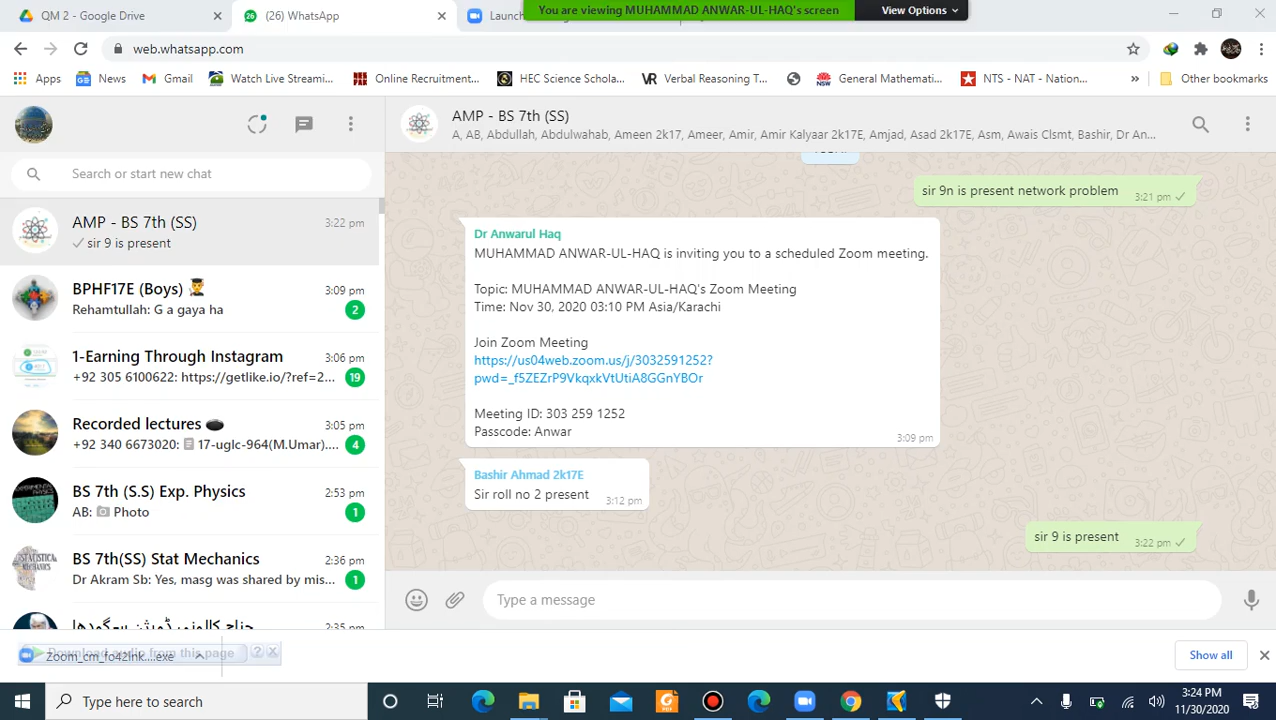 QM 2 - Google Drive
(26) WhatsApp
Launch
You are viewing MUHAMMAD ANWAR-UL-HAQ's screen
View Options
web.whatsapp.com
Apps
News
Gmail
Watch Live Streami...
Online Recruitment...
HEC Science Schola...
Verbal Reasoning T...
General Mathemati...
NTS - NAT - Nation...
»
Other bookmarks
Search or start new chat
AMP - BS 7th (SS)
3:22 pm
sir 9 is present
BPHF17E (Boys)
3:09 pm
Rehamtullah: G a gaya ha
2
1-Earning Through Instagram
3:06 pm
+92 305 6100622: https://getlike.io/?ref=2...
19
Recorded lectures
3:05 pm
+92 340 6673020: 17-uglc-964(M.Umar)....
4
BS 7th (S.S) Exp. Physics
2:53 pm
AB: Photo
1
BS 7th(SS) Stat Mechanics
2:36 pm
Dr Akram Sb: Yes, masg was shared by mis...
1
2:35 pm
AMP - BS 7th (SS)
A, AB, Abdullah, Abdulwahab, Ameen 2k17, Ameer, Amir, Amir Kalyaar 2k17E, Amjad, Asad 2k17E, Asm, Awais Clsmt, Bashir, Dr An...
sir 9n is present network problem
3:21 pm
Dr Anwarul Haq
MUHAMMAD ANWAR-UL-HAQ is inviting you to a scheduled Zoom meeting.
Topic: MUHAMMAD ANWAR-UL-HAQ's Zoom Meeting
Time: Nov 30, 2020 03:10 PM Asia/Karachi
Join Zoom Meeting
https://us04web.zoom.us/j/3032591252?
pwd=_f5ZEZrP9VkqxkVtUtiA8GGnYBOr
Meeting ID: 303 259 1252
Passcode: Anwar
3:09 pm
Bashir Ahmad 2k17E
Sir roll no 2 present
3:12 pm
sir 9 is present
3:22 pm
Type a message
Download audio from this page
Zoom_cm_fo42lnk....exe
Show all
Type here to search
3:24 PM
11/30/2020